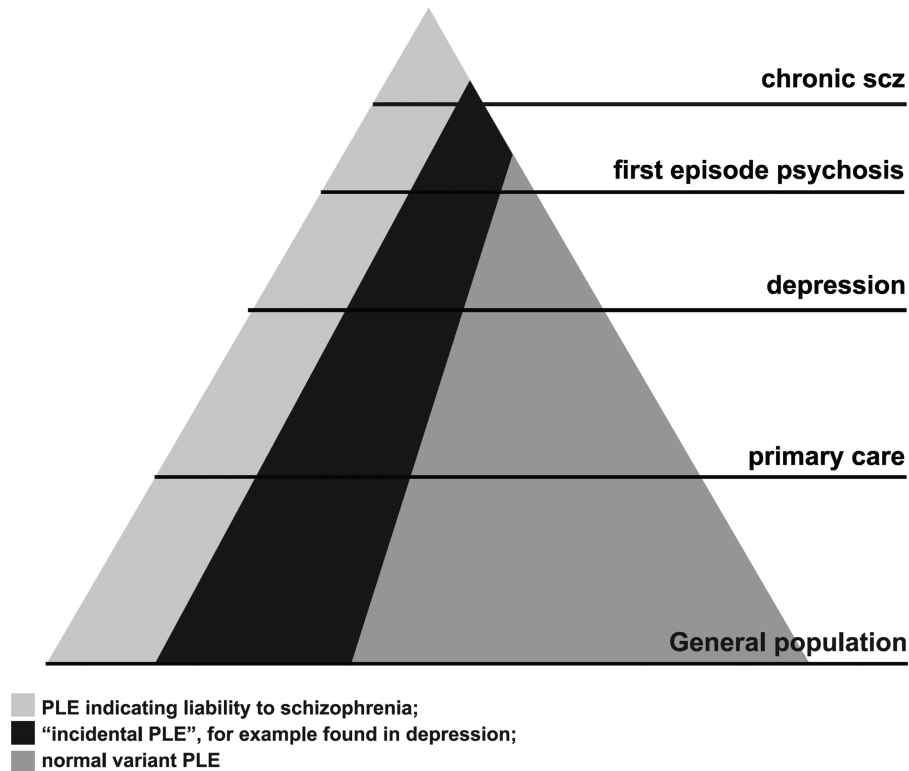 chronic scz
first episode psychosis
depression
primary care
General population
PLE indicating liability to schizophrenia;
“incidental PLE”, for example found in depression;
normal variant PLE